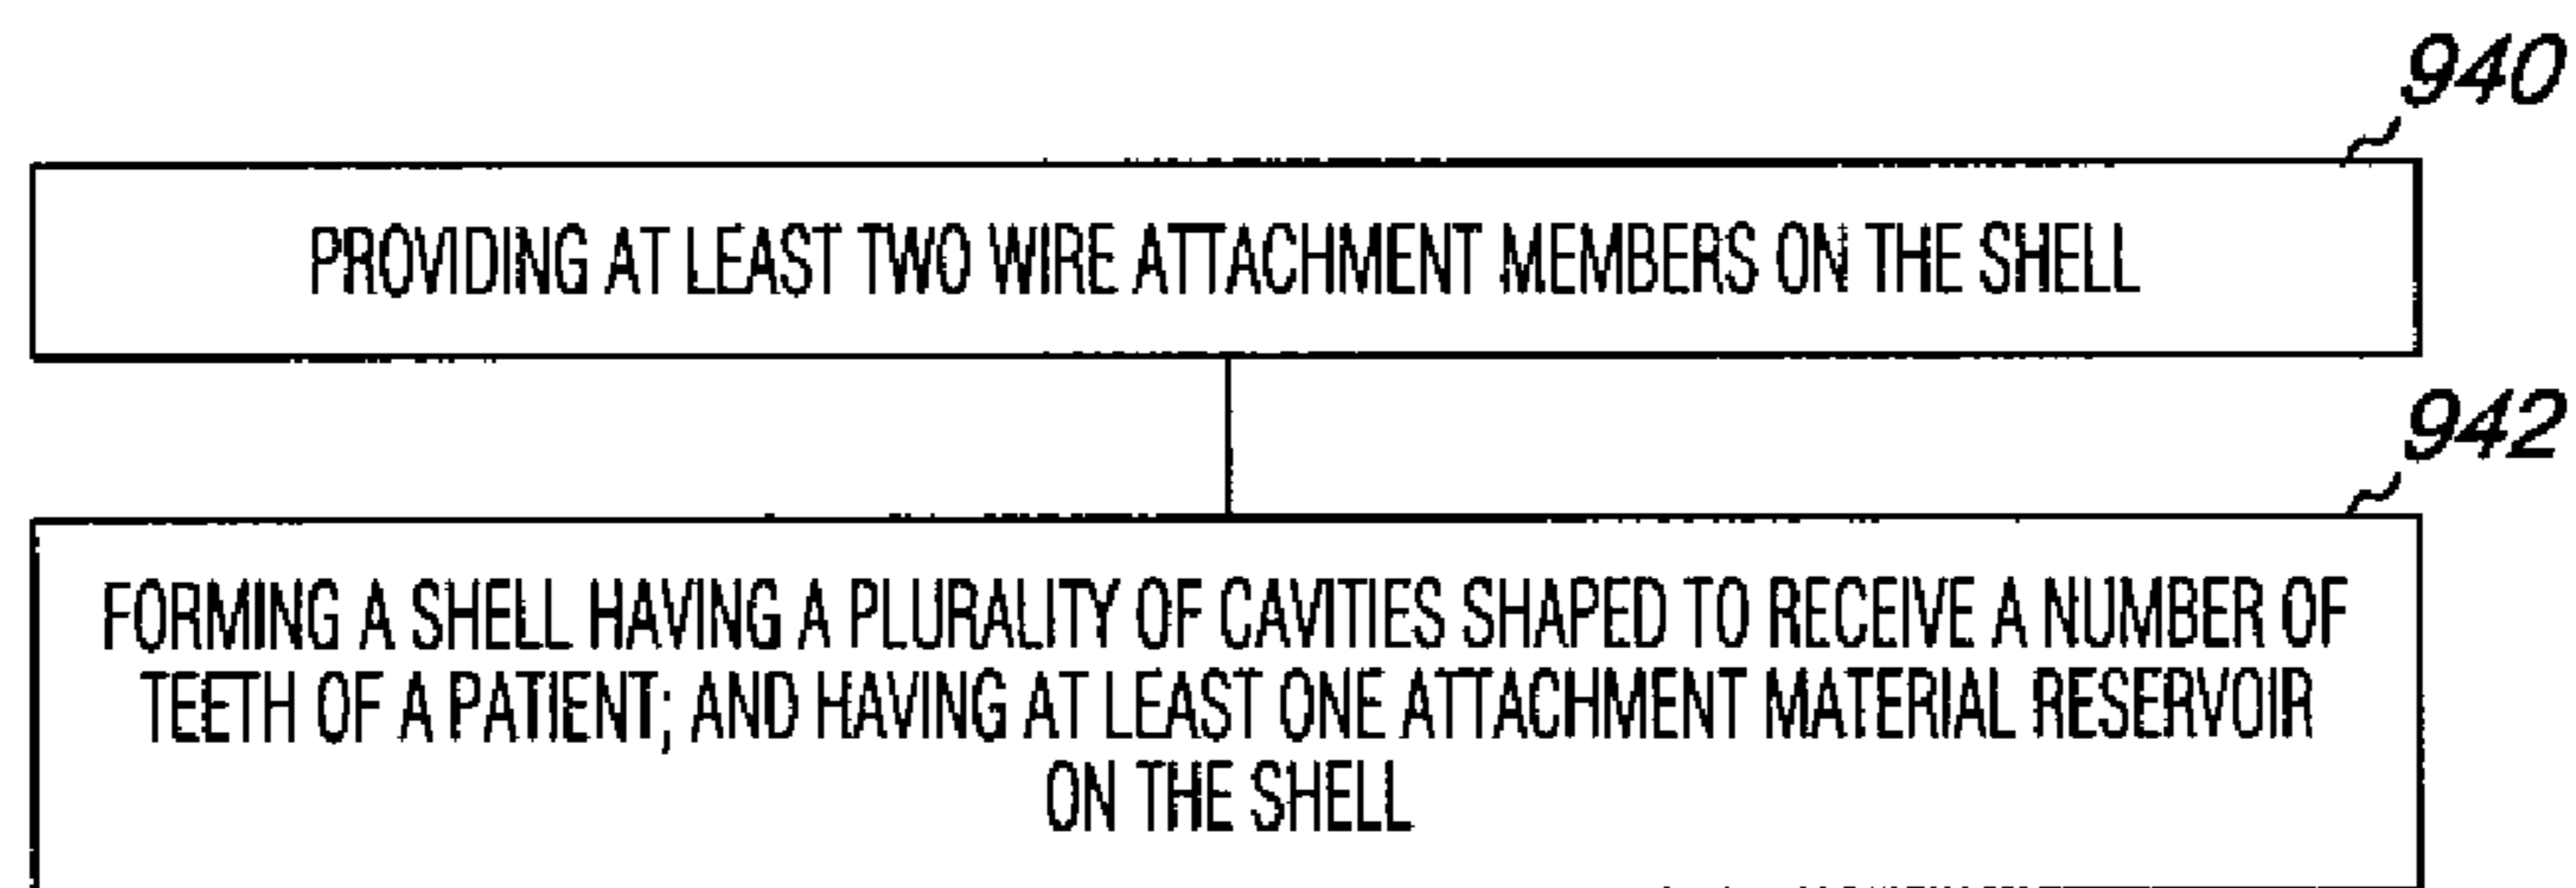 940
PROVIDING AT LEAST TWO WIRE ATTACHMENT MEMBERS ON THE SHELL
942
FORMING A SHELL HAVING A PLURALITY OF CAVITIES SHAPED TO RECEIVE A NUMBER OF
TEETH OF A PATIENT; AND HAVING AT LEAST ONE ATTACHMENT MATERIAL RESERVOIR
ON THE SHELL